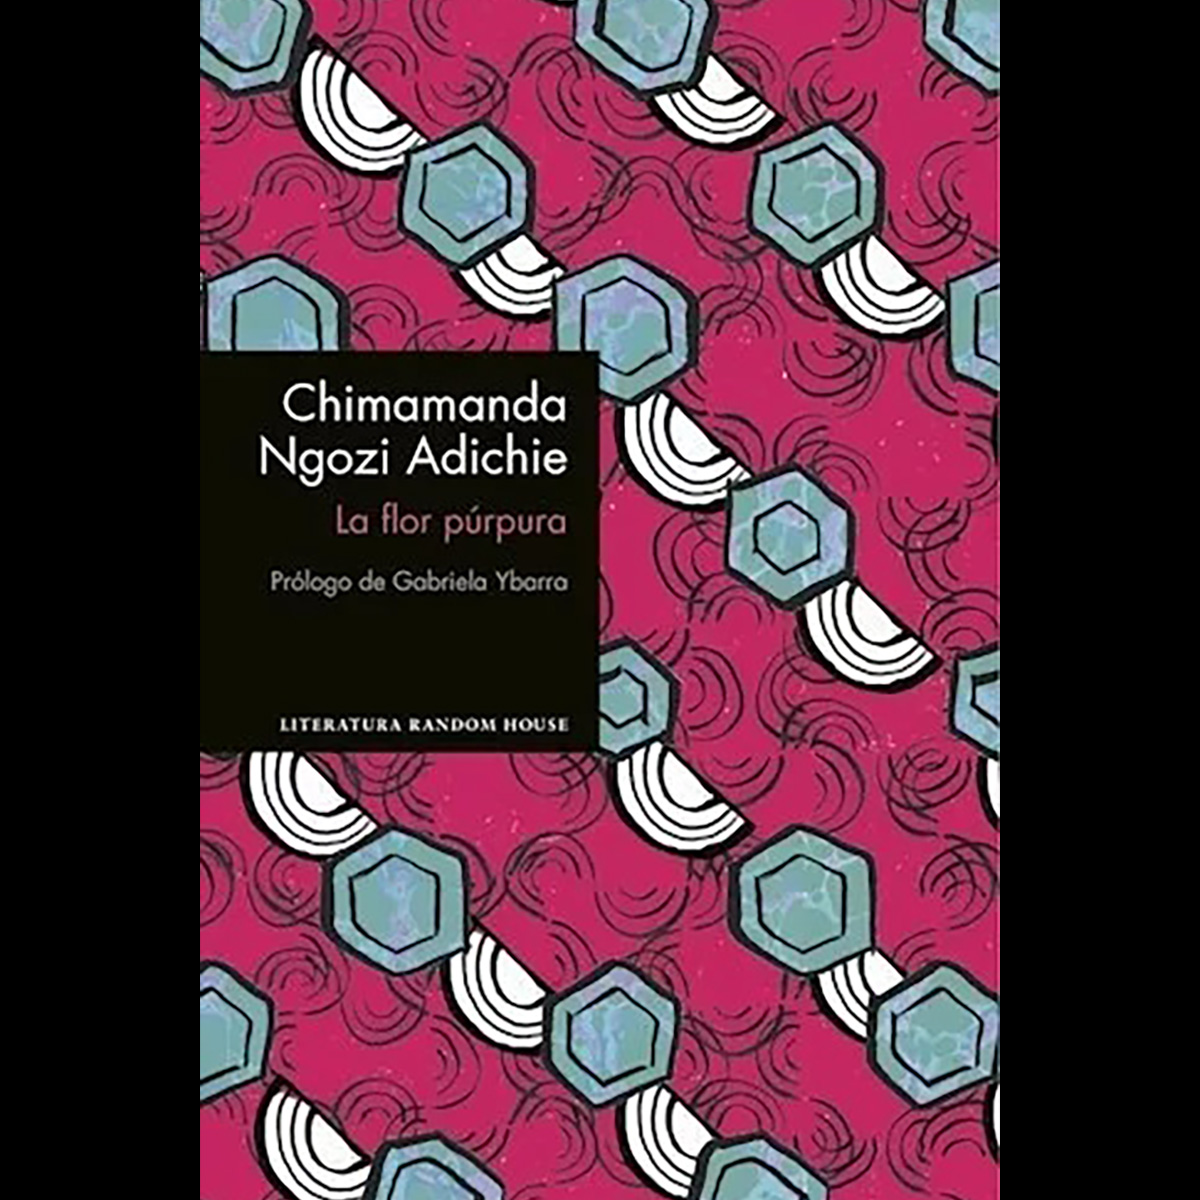 Chimamanda
Ngozi Adichie
La flor púrpura
Prólogo de Gabriela Ybarra
LITERATURA RANDOM HOUSE